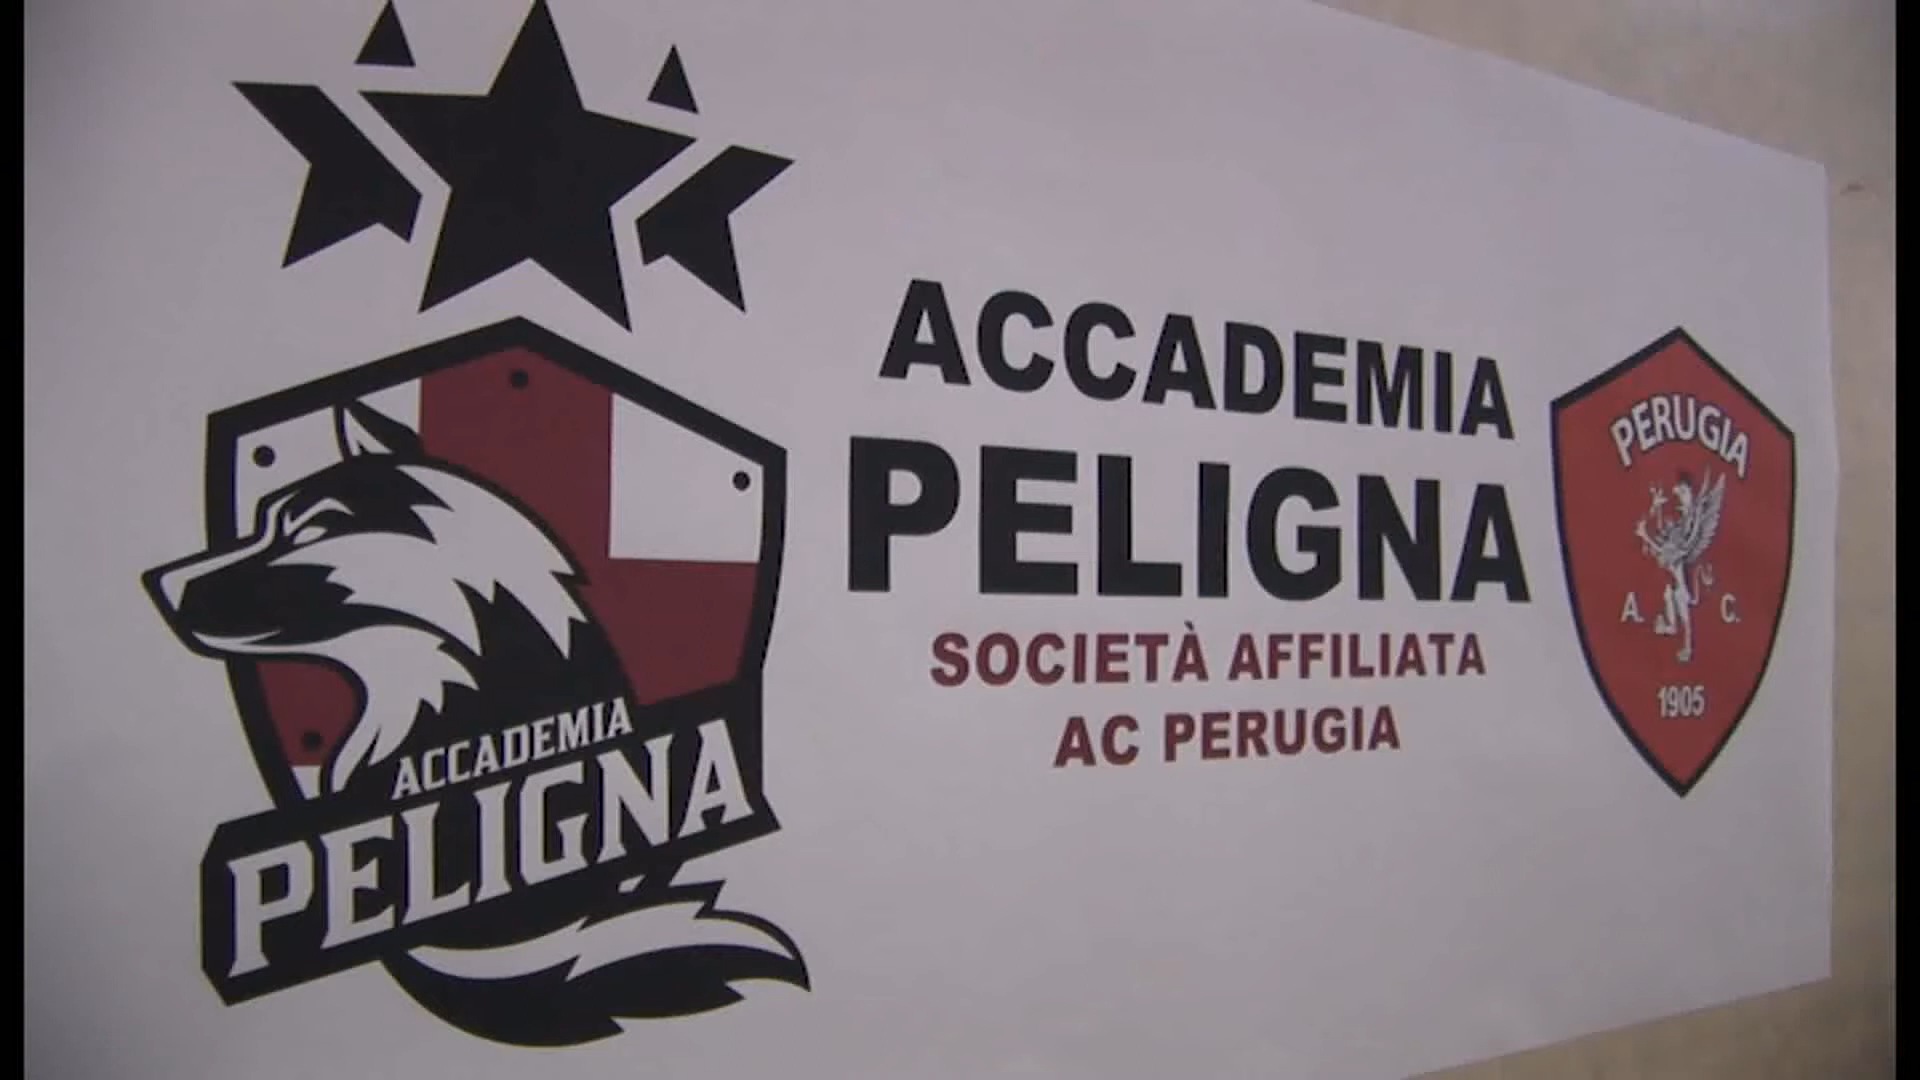 ACCADEMIA
PELIGNA
ACCADEMIA
PELIGNA
SOCIETÀ AFFILIATA
AC PERUGIA
PERUGIA
A. C.
1905